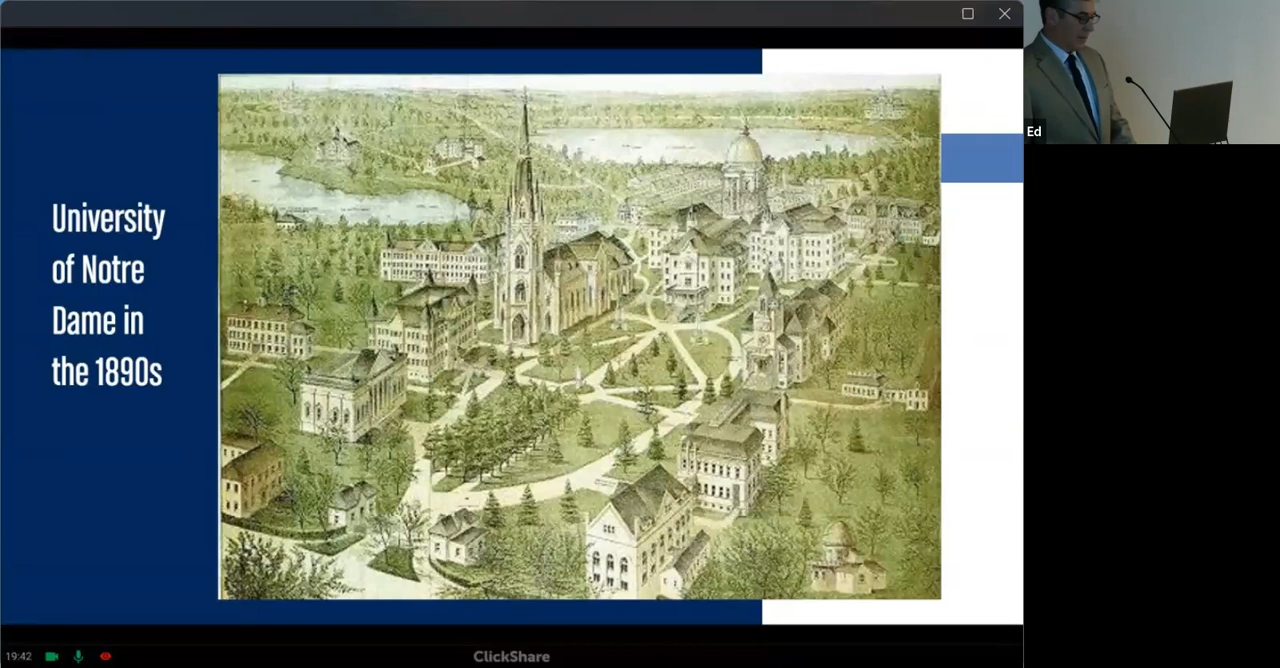 University
of Notre
Dame in
the 1890s
Ed
19:42
ClickShare